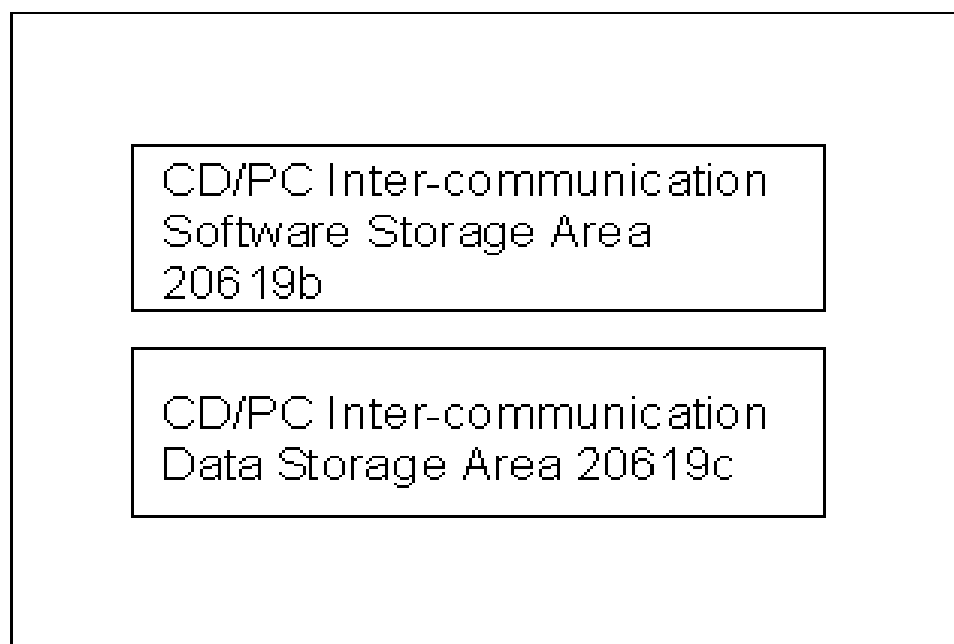 CD/PC Inter-communication
Software Storage Area
20619b
CD/PC Inter-communication
Data Storage Area 20619c